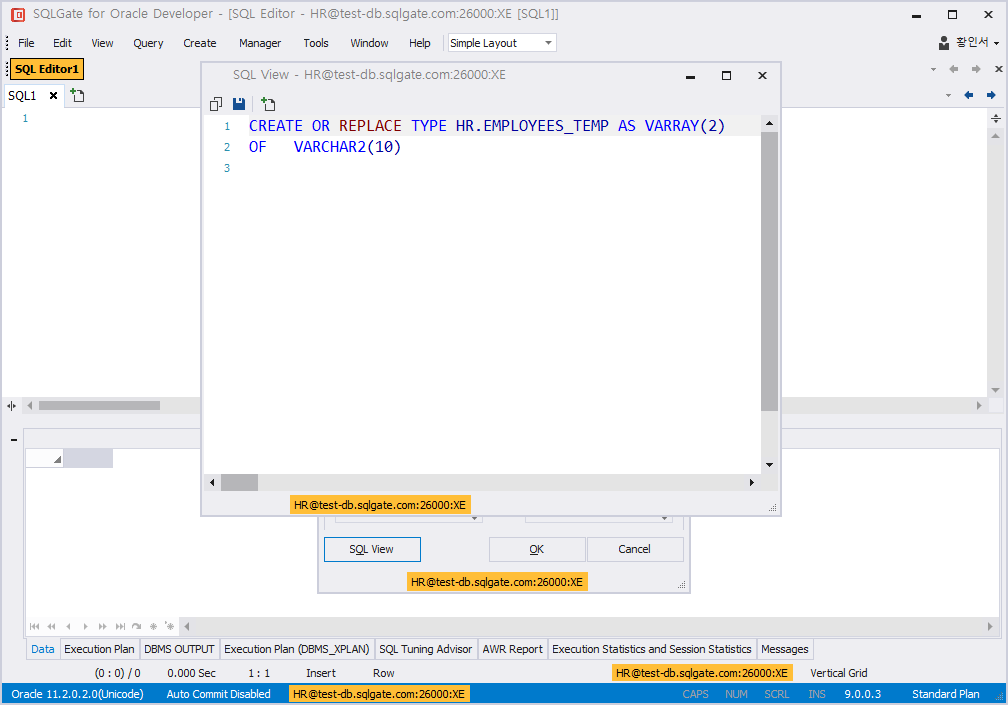 SQLGate for Oracle Developer - [SQL Editor - HR@test-db.sqlgate.com:26000:XE [SQL1]]
File Edit View Query Create Manager Tools Window Help Simple Layout 황인서
SQL Editor1
SQL1
1
SQL View - HR@test-db.sqlgate.com:26000:XE
1 CREATE OR REPLACE TYPE HR.EMPLOYEES_TEMP AS VARRAY(2)
2 OF VARCHAR2(10)
3
HR@test-db.sqlgate.com:26000:XE
SQL View OK Cancel
HR@test-db.sqlgate.com:26000:XE
Data Execution Plan DBMS OUTPUT Execution Plan (DBMS_XPLAN) SQL Tuning Advisor AWR Report Execution Statistics and Session Statistics Messages
(0 : 0) / 0 0.000 Sec 1 : 1 Insert Row HR@test-db.sqlgate.com:26000:XE Vertical Grid
Oracle 11.2.0.2.0(Unicode) Auto Commit Disabled HR@test-db.sqlgate.com:26000:XE CAPS NUM SCRL INS 9.0.0.3 Standard Plan